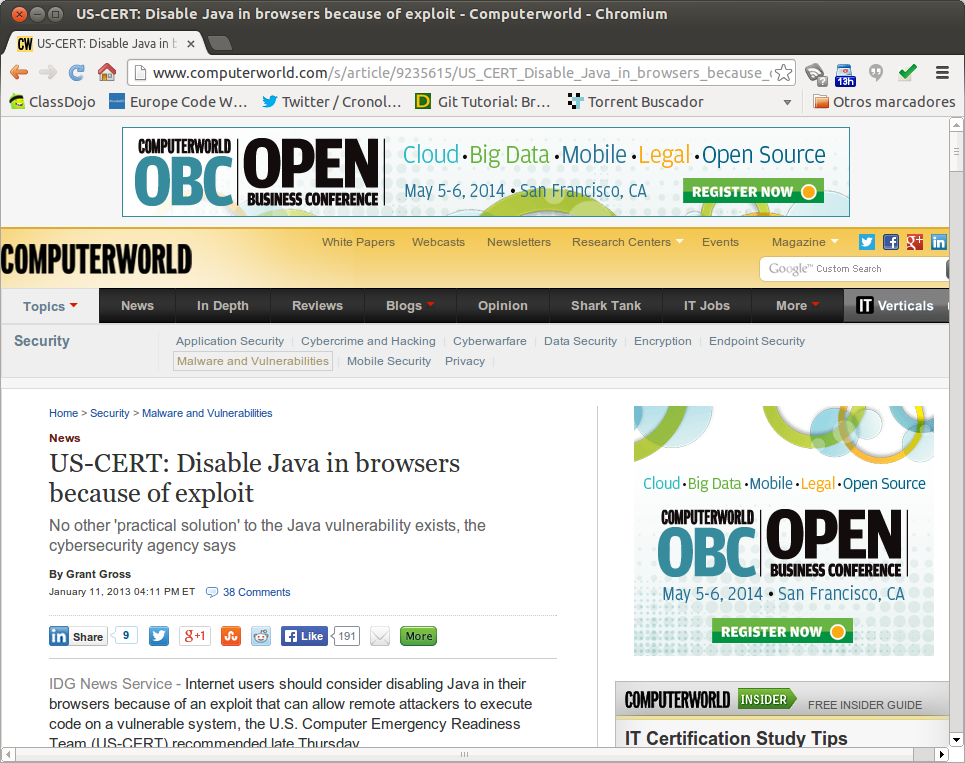 US-CERT: Disable Java in browsers because of exploit - Computerworld - Chromium
CW US-CERT: Disable Java in b
www.computerworld.com/s/article/9235615/US_CERT_Disable_Java_in_browsers_because_
13h
ClassDojo Europe Code W... Twitter / Cronol... Git Tutorial: Br... Torrent Buscador Otros marcadores
COMPUTERWORLD
OBC OPEN
BUSINESS CONFERENCE
Cloud • Big Data • Mobile • Legal • Open Source
May 5-6, 2014 • San Francisco, CA
REGISTER NOW
COMPUTERWORLD
White Papers Webcasts Newsletters Research Centers Events Magazine
Google™ Custom Search
Topics News In Depth Reviews Blogs Opinion Shark Tank IT Jobs More IT Verticals
Security
Application Security Cybercrime and Hacking Cyberwarfare Data Security Encryption Endpoint Security
Malware and Vulnerabilities Mobile Security Privacy
Home > Security > Malware and Vulnerabilities
News
US-CERT: Disable Java in browsers
because of exploit
No other 'practical solution' to the Java vulnerability exists, the
cybersecurity agency says
By Grant Gross
January 11, 2013 04:11 PM ET 38 Comments
in Share 9 g+1 f Like 191 More
IDG News Service - Internet users should consider disabling Java in their
browsers because of an exploit that can allow remote attackers to execute
code on a vulnerable system, the U.S. Computer Emergency Readiness
Team (US-CERT) recommended late Thursday.
Cloud • Big Data • Mobile • Legal • Open Source
COMPUTERWORLD
OBC OPEN
BUSINESS CONFERENCE
May 5-6, 2014 • San Francisco, CA
REGISTER NOW
COMPUTERWORLD INSIDER FREE INSIDER GUIDE
IT Certification Study Tips